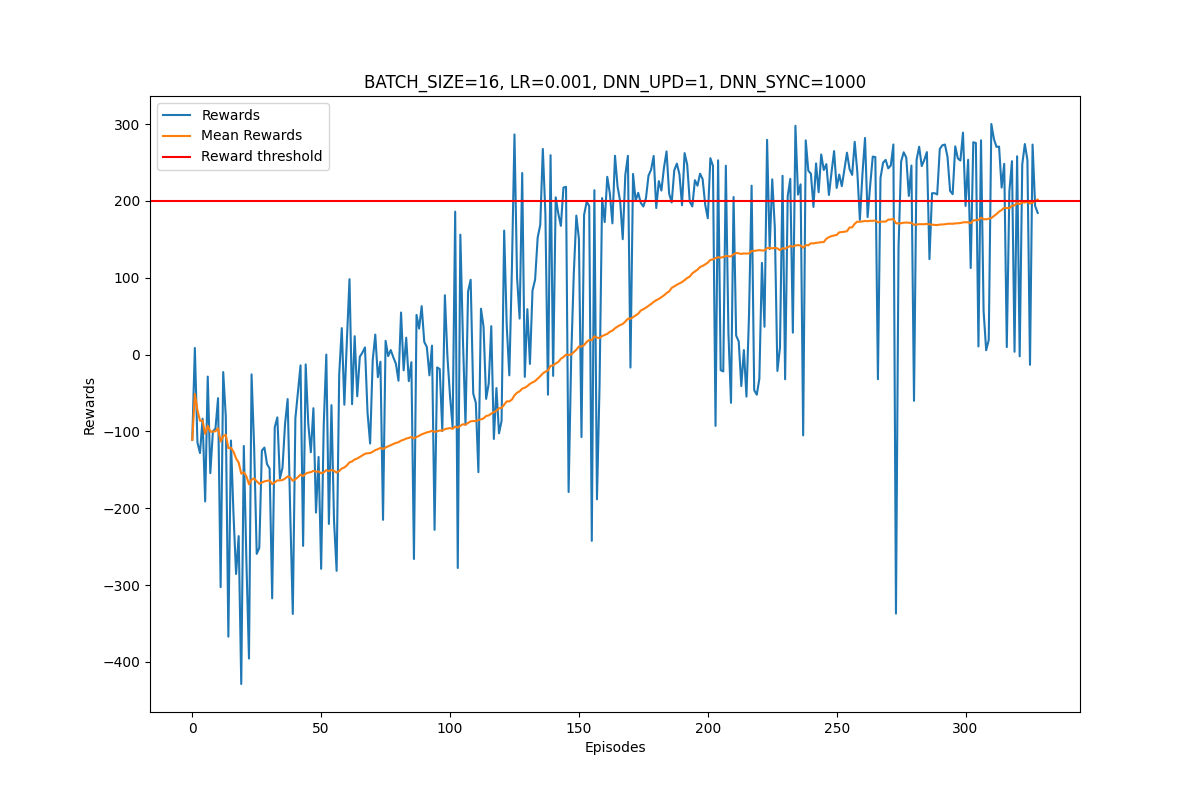 BATCH_SIZE=16, LR=0.001, DNN_UPD=1, DNN_SYNC=1000
Rewards
Mean Rewards
Reward threshold
300
200
100
0
−100
−200
−300
−400
Rewards
0 50 100 150 200 250 300
Episodes